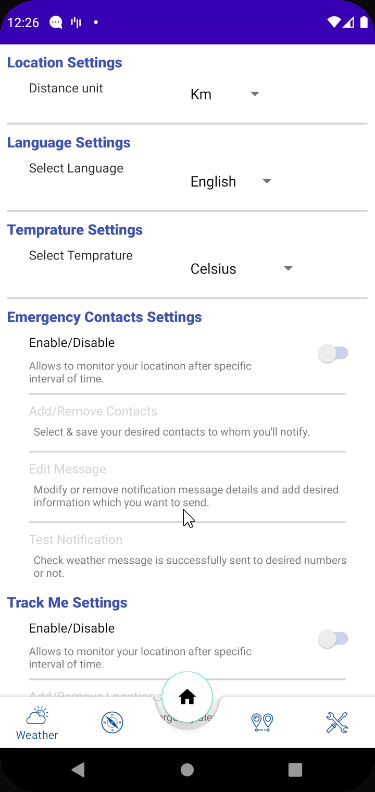 12:26
Location Settings
Distance unit
Km
Language Settings
Select Language
English
Temprature Settings
Select Temprature
Celsius
Emergency Contacts Settings
Enable/Disable
Allows to monitor your locatinon after specific
interval of time.
Add/Remove Contacts
Select & save your desired contacts to whom you'll notify.
Edit Message
Modify or remove notification message details and add desired
information which you want to send.
Test Notification
Check weather message is successfully sent to desired numbers
or not.
Track Me Settings
Enable/Disable
Allows to monitor your locatinon after specific
interval of time.
Add/Remove Locations
Weather